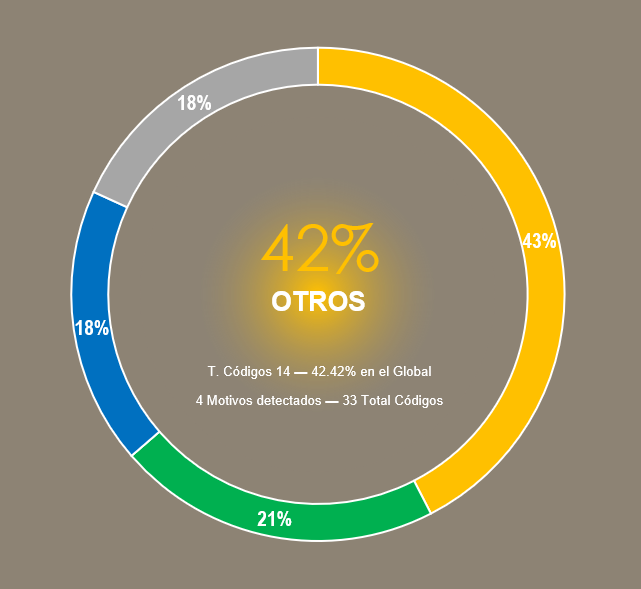 18%
43%
42%
OTROS
18%
T. Códigos 14 — 42.42% en el Global
4 Motivos detectados — 33 Total Códigos
21%